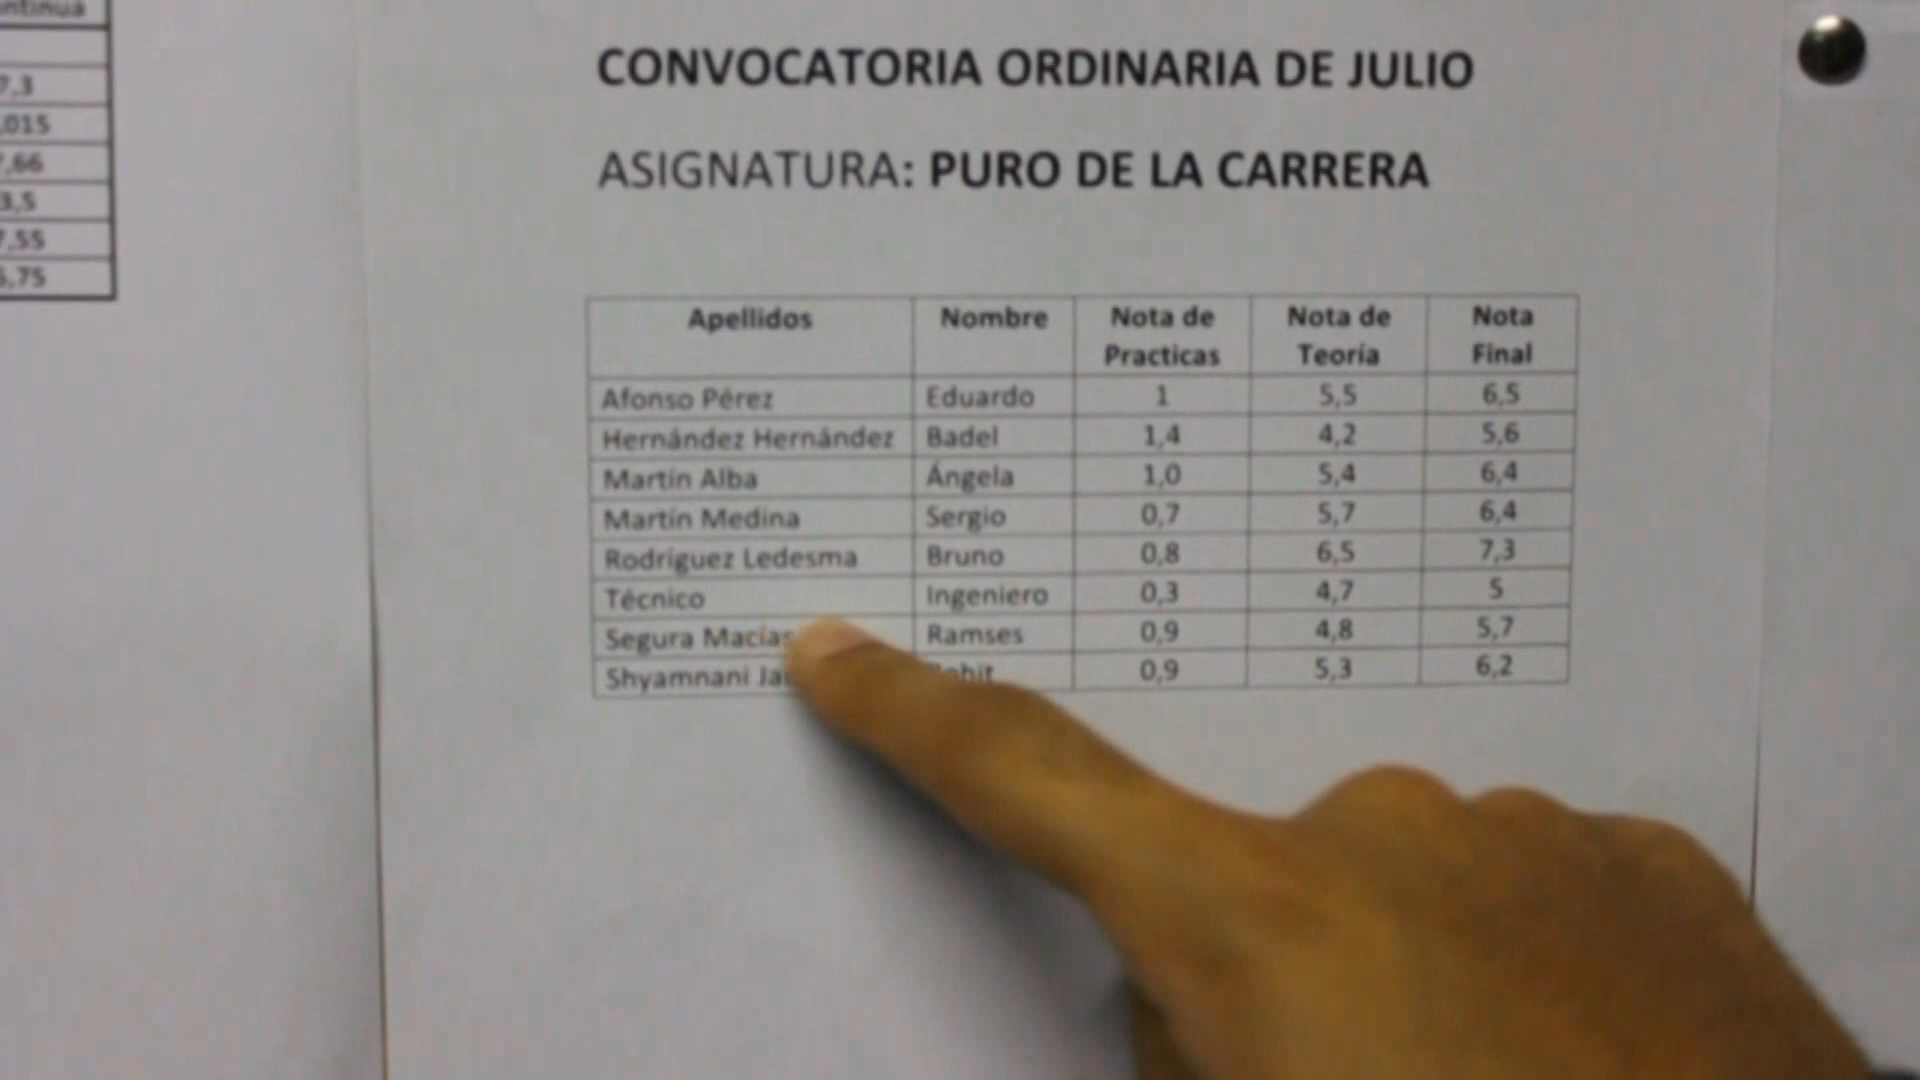 7,3
3,5
CONVOCATORIA ORDINARIA DE JULIO
ASIGNATURA: PURO DE LA CARRERA
Apellidos Nombre Nota de Practicas Nota de Teoría Nota Final
Afonso Pérez Eduardo 1 5,5 6,5
Hernández Hernández Badel 1,4 4,2 5,6
Martín Alba Ángela 1,0 5,4 6,4
Martín Medina Sergio 0,7 5,7 6,4
Rodríguez Ledesma Bruno 0,8 6,5 7,3
Técnico Ingeniero 0,3 4,7 5
Segura Macías Ramses 0,9 4,8 5,7
Shyamnani 0,9 5,3 6,2